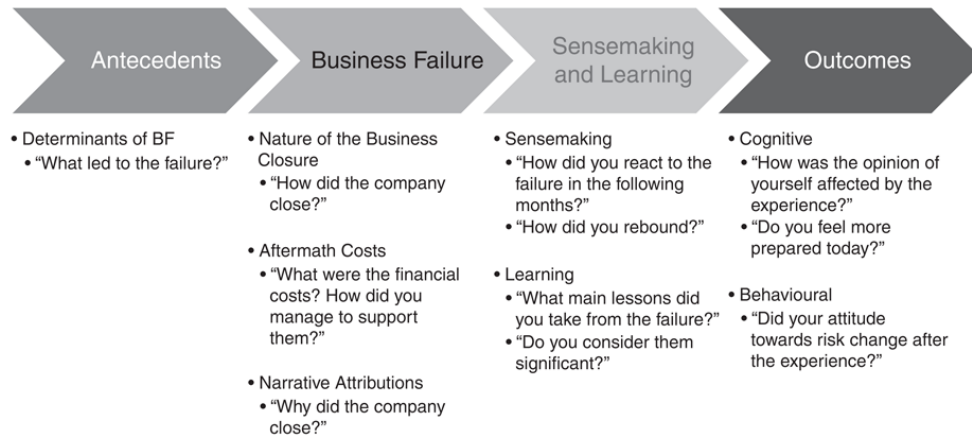 Antecedents
Business Failure
Sensemaking
and Learning
Outcomes
• Determinants of BF
• “What led to the failure?”
• Nature of the Business
Closure
• “How did the company
close?”
• Aftermath Costs
• “What were the financial
costs? How did you
manage to support
them?”
• Narrative Attributions
• “Why did the company
close?”
• Sensemaking
• “How did you react to the
failure in the following
months?”
• “How did you rebound?”
• Learning
• “What main lessons did
you take from the failure?”
• “Do you consider them
significant?”
• Cognitive
• “How was the opinion of
yourself affected by the
experience?”
• “Do you feel more
prepared today?”
• Behavioural
• “Did your attitude
towards risk change after
the experience?”